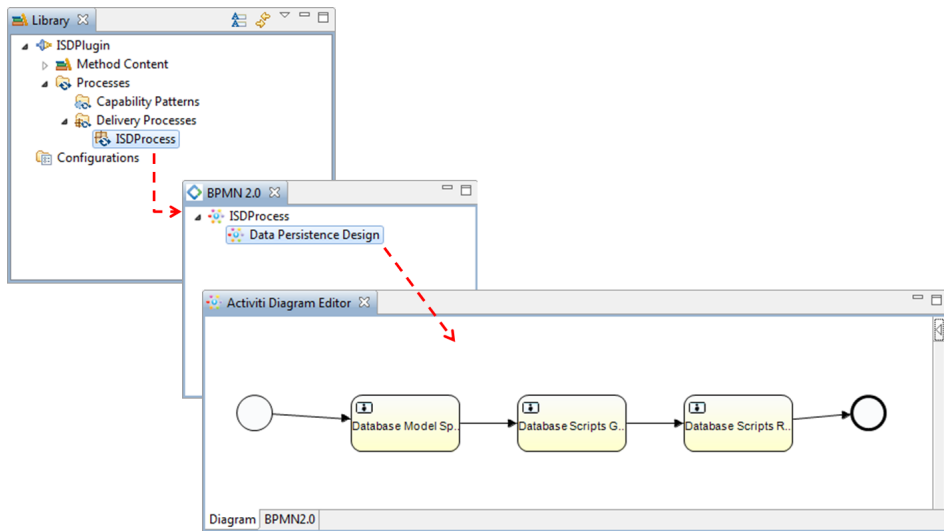 Library
ISDPlugin
Method Content
Processes
Capability Patterns
Delivery Processes
ISDProcess
Configurations
BPMN 2.0
ISDProcess
Data Persistence Design
Activiti Diagram Editor
Database Model Sp..
Database Scripts G..
Database Scripts R..
Diagram
BPMN2.0